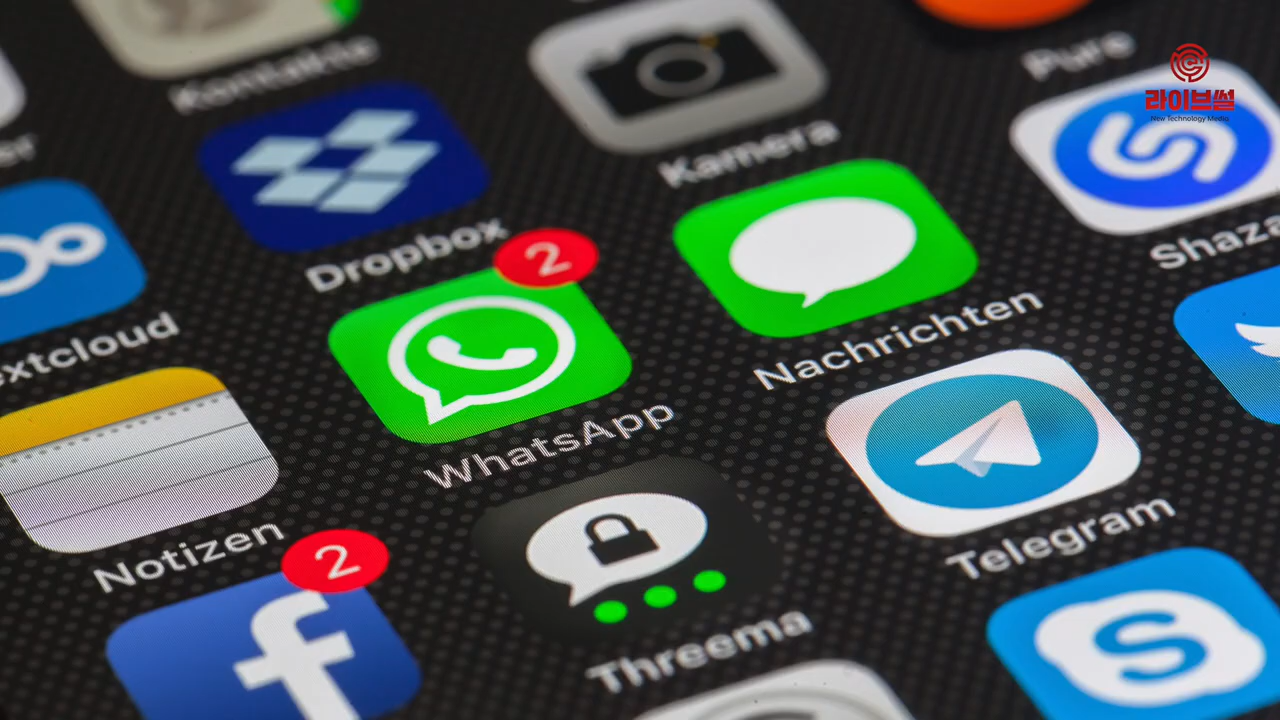 Kontakte
Pure
라이브썰
New Technology Media
Kamera
Dropbox
Shaza
2
Nachrichten
extcloud
WhatsApp
Telegram
Notizen
2
Threema